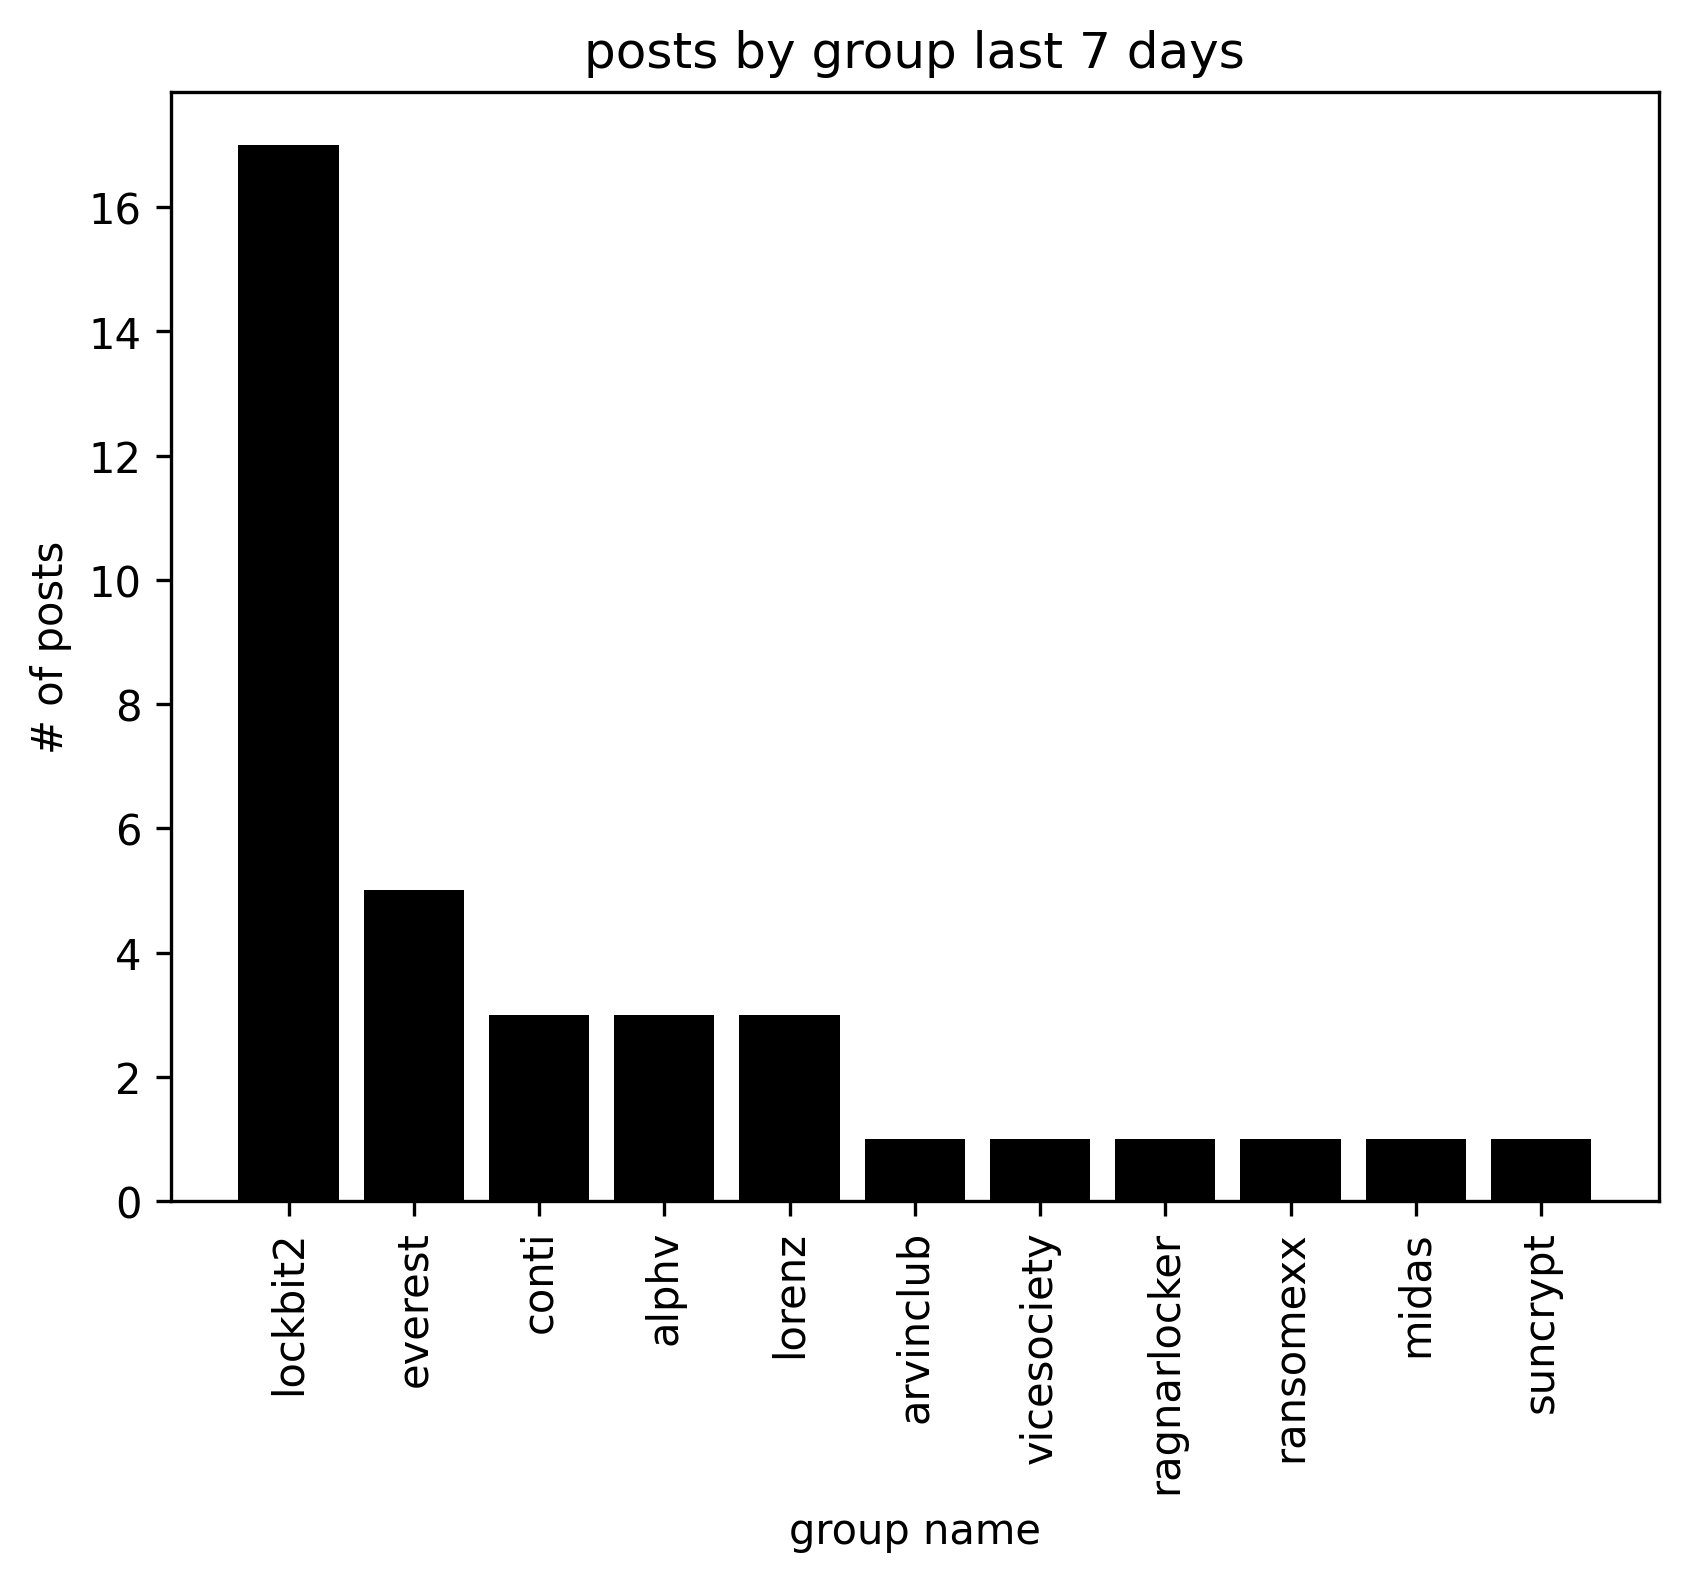 posts by group last 7 days
# of posts
16
14
12
10
8
6
4
2
0
lockbit2
everest
conti
alphv
lorenz
arvinclub
vicesociety
ragnarlocker
ransomexx
midas
suncrypt
group name